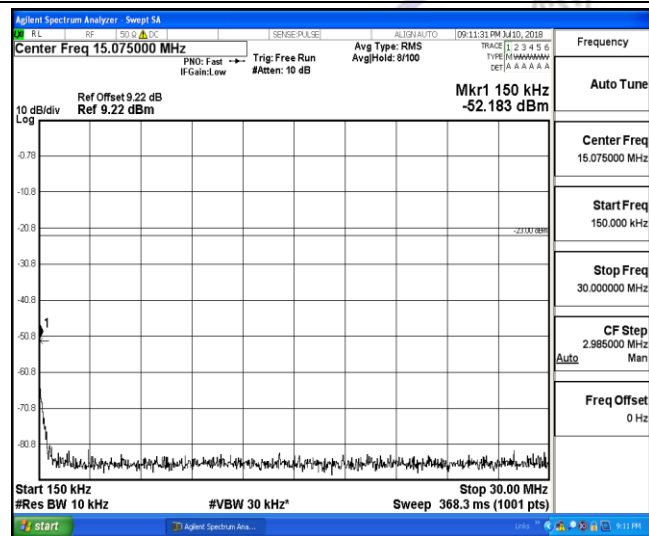 Agilent Spectrum Analyzer - Swept SA
RL RF 50 Ω DC SENSE:PULSE ALIGN AUTO 09:11:31 PM Jul 10, 2018
Center Freq 15.075000 MHz
PNO: Fast
IFGain:Low
Trig: Free Run
#Atten: 10 dB
Avg Type: RMS
Avg|Hold: 8/100
TRACE 1 2 3 4 5 6
TYPE MWWWWW
DET A A A A A A
Frequency
Mkr1 150 kHz
-52.183 dBm
Ref Offset 9.22 dB
10 dB/div Ref 9.22 dBm
Log
-0.78
-10.8
-20.8
-23.00 dBm
-30.8
-40.8
1
-50.8
-60.8
-70.8
-80.8
Start 150 kHz Stop 30.00 MHz
#Res BW 10 kHz #VBW 30 kHz* Sweep 368.3 ms (1001 pts)
Auto Tune
Center Freq
15.075000 MHz
Start Freq
150.000 kHz
Stop Freq
30.000000 MHz
CF Step
2.985000 MHz
Auto Man
Freq Offset
0 Hz
start Agilent Spectrum Ana... Links » 9:11 PM